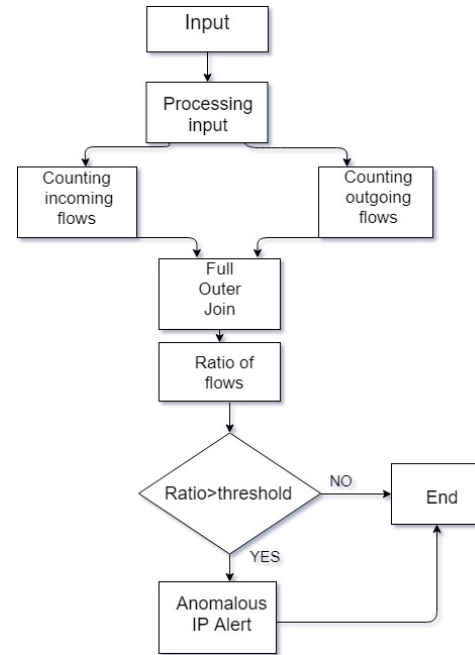 Input
Processing
input
Counting
incoming
flows
Counting
outgoing
flows
Full
Outer
Join
Ratio of
flows
Ratio>threshold
NO
End
YES
Anomalous
IP Alert